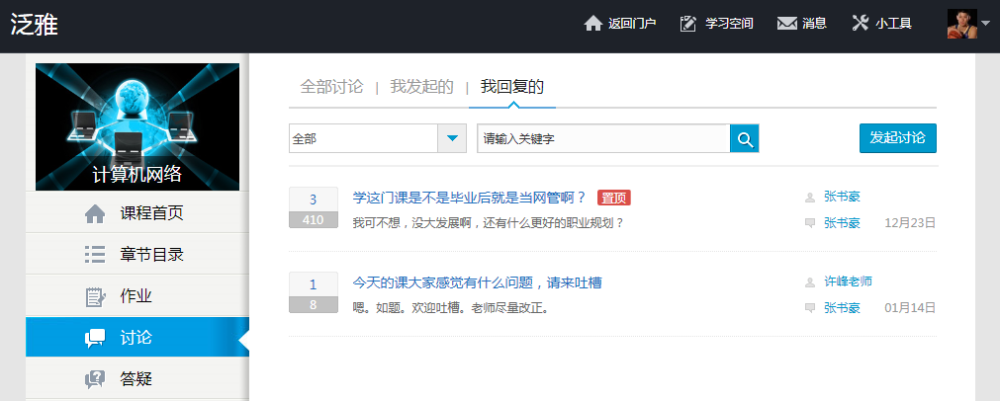 泛雅
返回门户 学习空间 消息 小工具
计算机网络
课程首页
章节目录
作业
讨论
答疑
全部讨论 | 我发起的 | 我回复的
全部 请输入关键字 发起讨论
3 学这门课是不是毕业后就是当网管啊？ 置顶 张书豪
410 我可不想，没大发展啊，还有什么更好的职业规划？ 张书豪 12月23日
1 今天的课大家感觉有什么问题，请来吐槽 许峰老师
8 嗯。如题。欢迎吐槽。老师尽量改正。 张书豪 01月14日